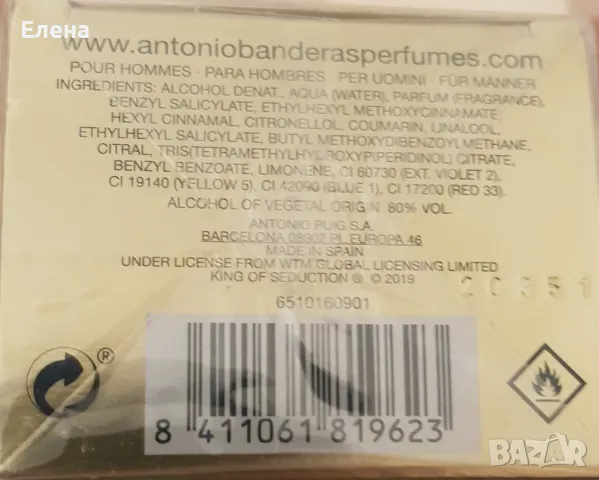 Елена
www.antoniobanderasperfumes.com
POUR HOMMES · PARA HOMBRES · PER UOMINI · FÜR MÄNNER
INGREDIENTS: ALCOHOL DENAT., AQUA (WATER), PARFUM (FRAGRANCE),
BENZYL SALICYLATE, ETHYLHEXYL METHOXYCINNAMATE,
HEXYL CINNAMAL, CITRONELLOL, COUMARIN, LINALOOL,
ETHYLHEXYL SALICYLATE, BUTYL METHOXYDIBENZOYLMETHANE,
CITRAL, TRIS(TETRAMETHYLHYDROXYPIPERIDINOL) CITRATE,
BENZYL BENZOATE, LIMONENE, CI 60730 (EXT. VIOLET 2),
CI 19140 (YELLOW 5), CI 42090 (BLUE 1), CI 17200 (RED 33).
ALCOHOL OF VEGETAL ORIGIN 80% VOL.
ANTONIO PUIG S.A.
BARCELONA 08902 PL EUROPA 46
MADE IN SPAIN
UNDER LICENSE FROM WTM GLOBAL LICENSING LIMITED
KING OF SEDUCTION ® © 2019
6510160901
®
8 411061 819623
BAZAR